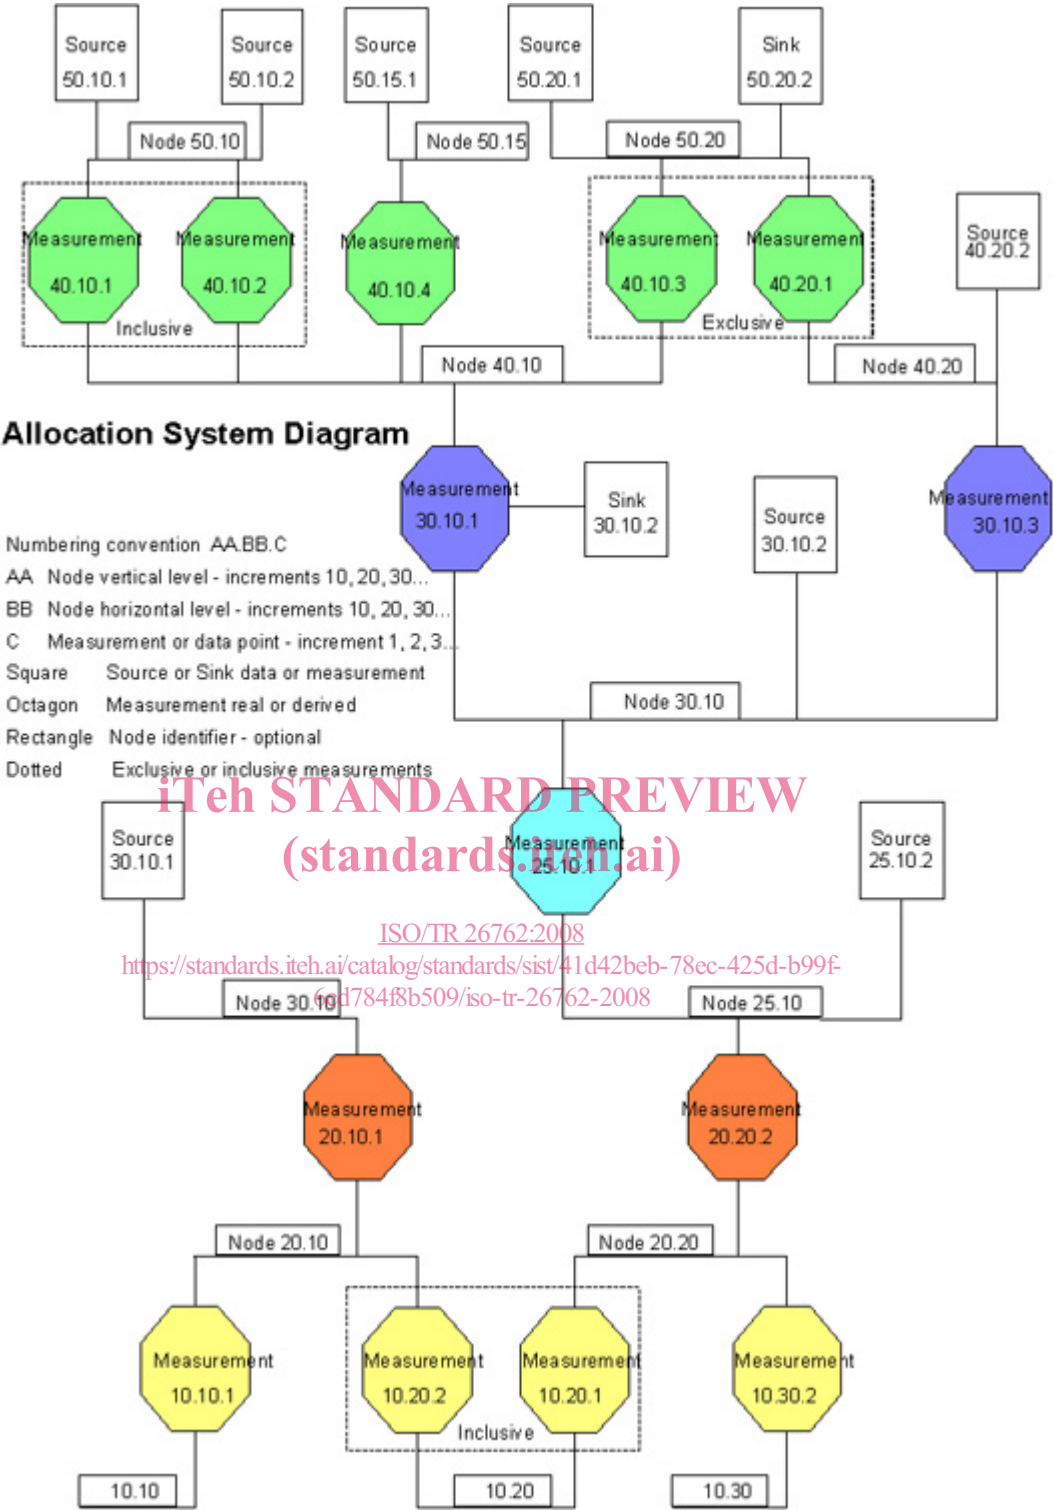 Source
50.10.1
Source
50.10.2
Source
50.15.1
Source
50.20.1
Sink
50.20.2
Node 50.10
Node 50.15
Node 50.20
Measurement
40.10.1
Measurement
40.10.2
Inclusive
Measurement
40.10.4
Measurement
40.10.3
Measurement
40.20.1
Exclusive
Source
40.20.2
Node 40.10
Node 40.20
Allocation System Diagram
Measurement
30.10.1
Sink
30.10.2
Source
30.10.2
Measurement
30.10.3
Numbering convention AA.BB.C
AA Node vertical level - increments 10, 20, 30...
BB Node horizontal level - increments 10, 20, 30...
C Measurement or data point - increment 1, 2, 3...
Square Source or Sink data or measurement
Octagon Measurement real or derived
Rectangle Node identifier - optional
Dotted Exclusive or inclusive measurements
Node 30.10
iTeh STANDARD PREVIEW
(standards.iteh.ai)
Source
30.10.1
Measurement
25.10.1
Source
25.10.2
ISO/TR 26762:2008
https://standards.iteh.ai/catalog/standards/sist/41d42beb-78ec-425d-b99f-
d784f8b509/iso-tr-26762-2008
Node 30.10
Node 25.10
Measurement
20.10.1
Measurement
20.20.2
Node 20.10
Node 20.20
Measurement
10.10.1
Measurement
10.20.2
Measurement
10.20.1
Inclusive
Measurement
10.30.2
10.10
10.20
10.30